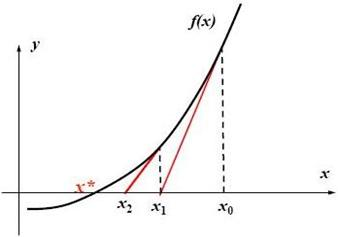 f(x)
y
x
x*
x₂ x₁ x₀